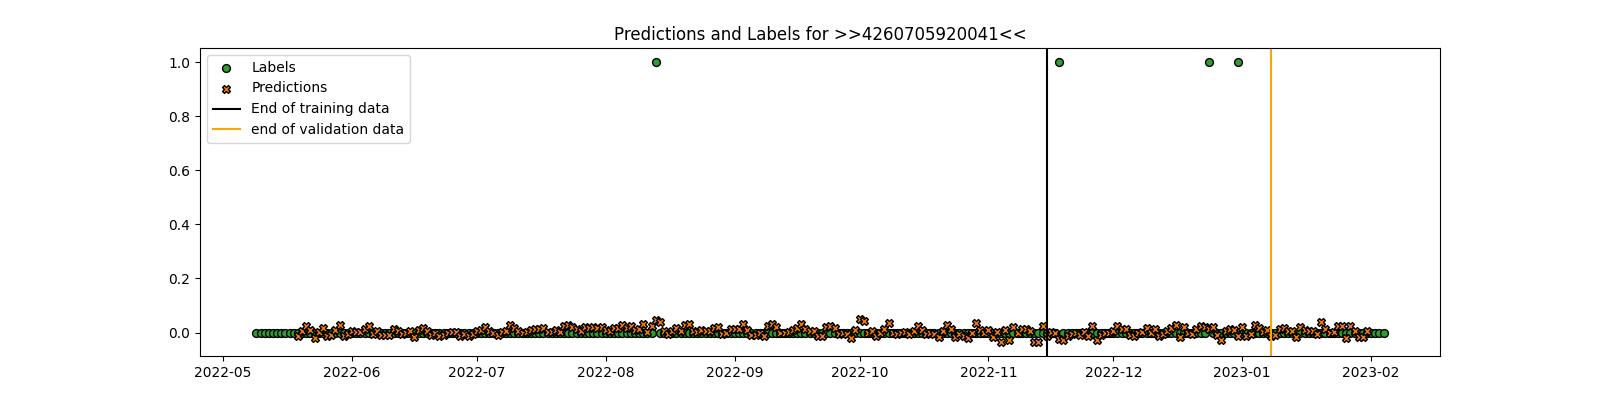 Predictions and Labels for >>4260705920041<<
Labels
Predictions
End of training data
end of validation data
1.0
0.8
0.6
0.4
0.2
0.0
2022-05 2022-06 2022-07 2022-08 2022-09 2022-10 2022-11 2022-12 2023-01 2023-02